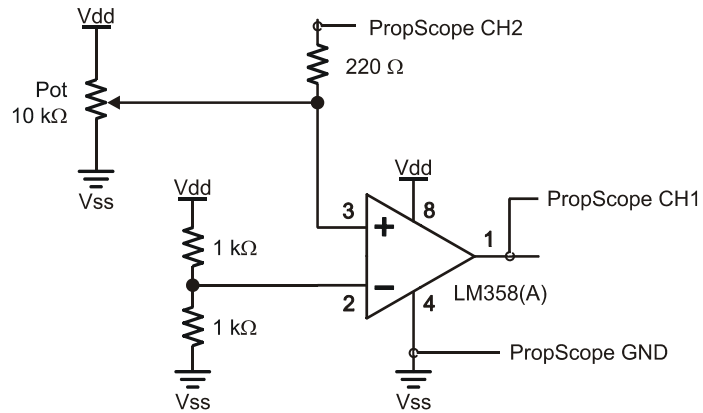 Vdd
PropScope CH2
220 Ω
Pot
10 kΩ
Vss
Vdd
1 kΩ
1 kΩ
Vss
Vdd
3
+
8
1
PropScope CH1
2
−
4
LM358(A)
PropScope GND
Vss